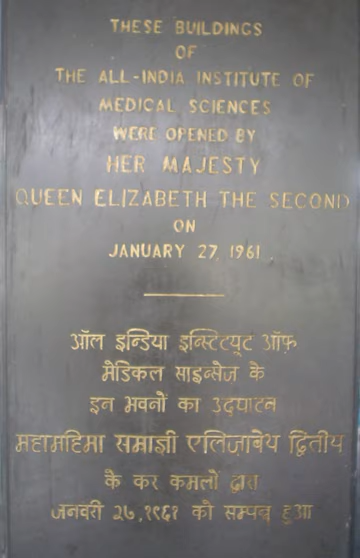 THESE BUILDINGS
OF
THE ALL-INDIA INSTITUTE OF
MEDICAL SCIENCES
WERE OPENED BY
HER MAJESTY
QUEEN ELIZABETH THE SECOND
ON
JANUARY 27, 1961
ऑल इन्डिया इन्स्टिट्यूट ऑफ़
मेडिकल साइन्सेज के
इन भवनों का उद्घाटन
महामहिमा सम्राज्ञी एलिज़ाबेथ द्वितीय
के कर कमलों द्वारा
जनवरी २७, १९६१ को सम्पन्न हुआ